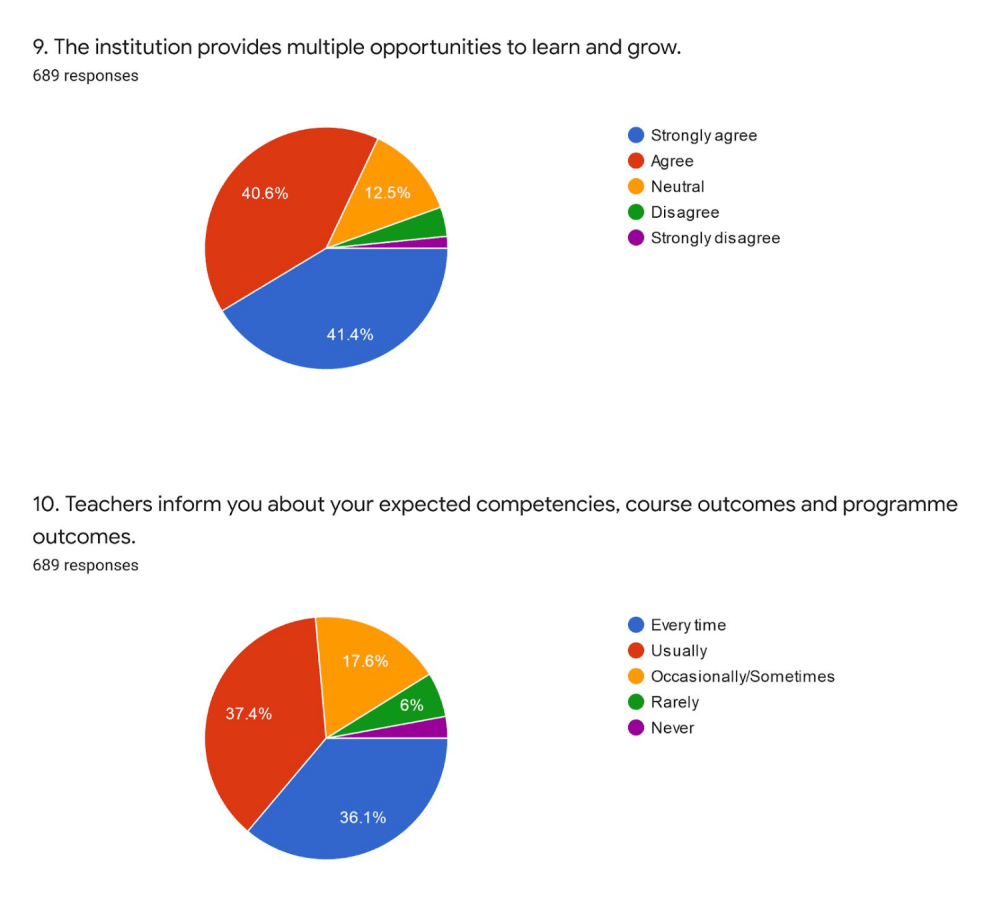 9. The institution provides multiple opportunities to learn and grow.
689 responses
Strongly agree
Agree
Neutral
Disagree
Strongly disagree
40.6%
12.5%
41.4%
10. Teachers inform you about your expected competencies, course outcomes and programme
outcomes.
689 responses
Every time
Usually
Occasionally/Sometimes
Rarely
Never
17.6%
6%
37.4%
36.1%